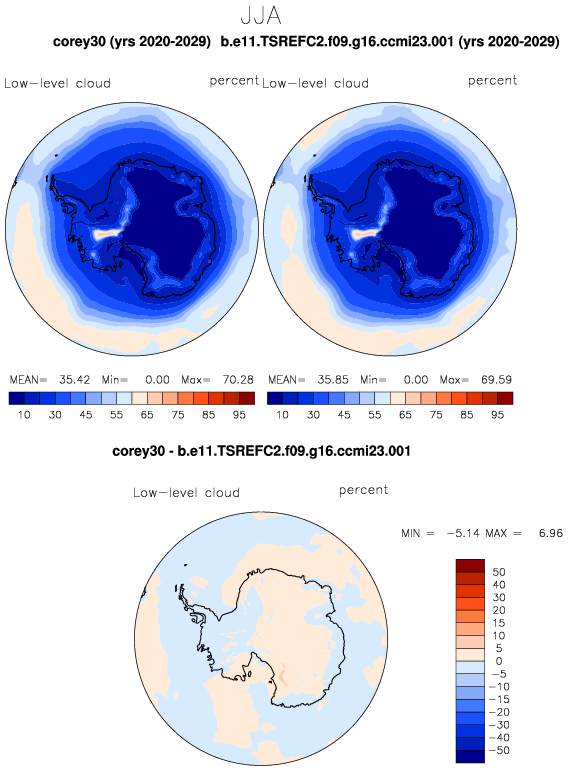 JJA
corey30 (yrs 2020-2029) b.e11.TSREFC2.f09.g16.ccmi23.001 (yrs 2020-2029)
Low-level cloud percent Low-level cloud percent
MEAN= 35.42 Min= 0.00 Max= 70.28 MEAN= 35.85 Min= 0.00 Max= 69.59
10 30 45 55 65 75 85 95 10 30 45 55 65 75 85 95
corey30 - b.e11.TSREFC2.f09.g16.ccmi23.001
Low-level cloud percent
MIN = -5.14 MAX = 6.96
50
40
30
20
15
10
5
0
-5
-10
-15
-20
-30
-40
-50